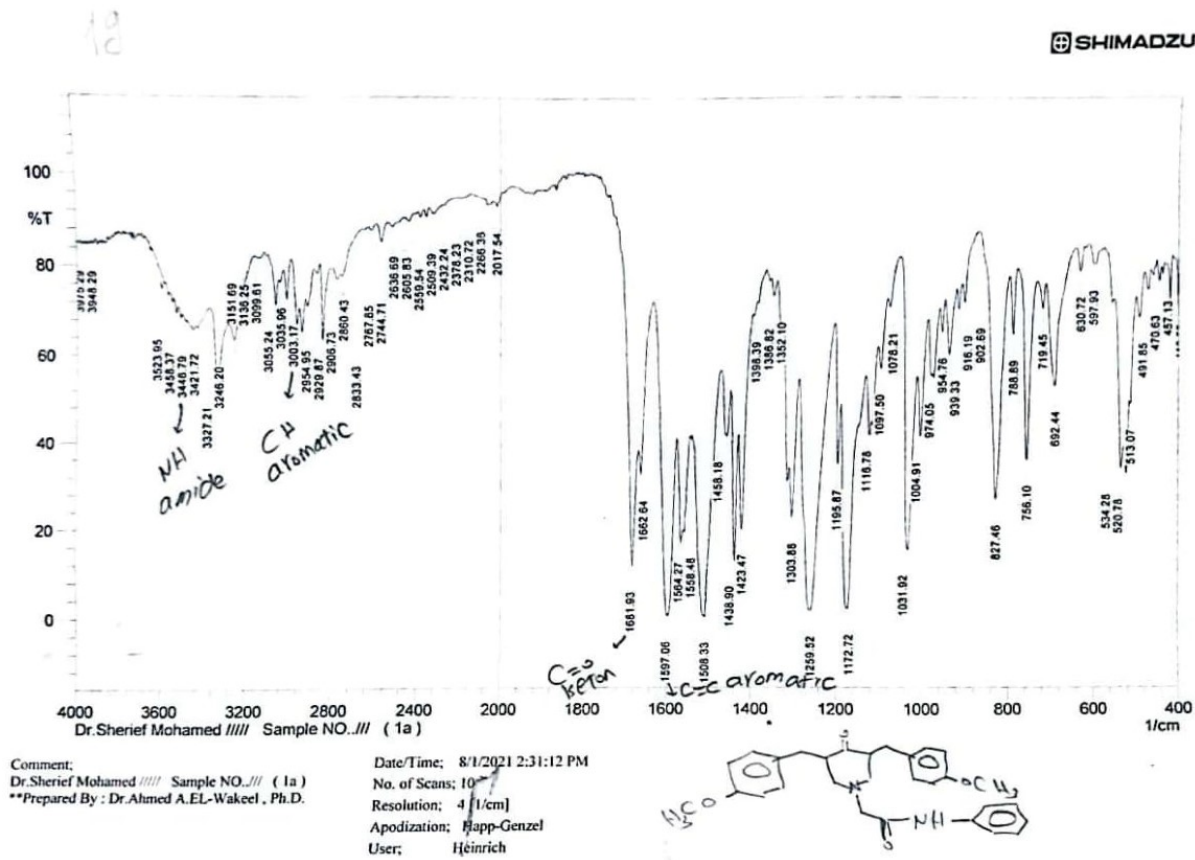 SHIMADZU
100
%T
80
60
40
20
0
3948.29
3523.95
3458.37
3446.79
3421.72
3327.21
3246.20
3151.69
3136.25
3099.61
3055.24
3035.96
3003.17
2954.95
2929.87
2906.73
2860.43
2833.43
2767.85
2744.71
2636.69
2605.83
2559.54
2509.39
2432.24
2378.23
2310.72
2266.36
2017.54
1681.93
1662.64
1597.06
1564.27
1558.48
1508.33
1458.18
1438.90
1423.47
1398.39
1386.82
1352.10
1303.88
1259.52
1195.87
1172.72
1116.78
1097.50
1078.21
1031.92
1004.91
974.05
954.76
939.33
916.19
902.69
827.46
788.89
756.10
719.45
692.44
630.72
597.93
534.28
520.78
513.07
491.85
470.63
457.13
NH
amide
CH
aromatic
C=O
keton
C=C aromatic
4000 3600 3200 2800 2400 2000 1800 1600 1400 1200 1000 800 600 400
Dr.Sherief Mohamed ///// Sample NO../// ( 1a ) 1/cm
Comment;
Dr.Sherief Mohamed ///// Sample NO../// ( 1a )
**Prepared By : Dr.Ahmed A.EL-Wakeel , Ph.D.
Date/Time; 8/1/2021 2:31:12 PM
No. of Scans; 10
Resolution; 4 [1/cm]
Apodization; Happ-Genzel
User; Heinrich
O
H3C O
N
OCH3
NH
O